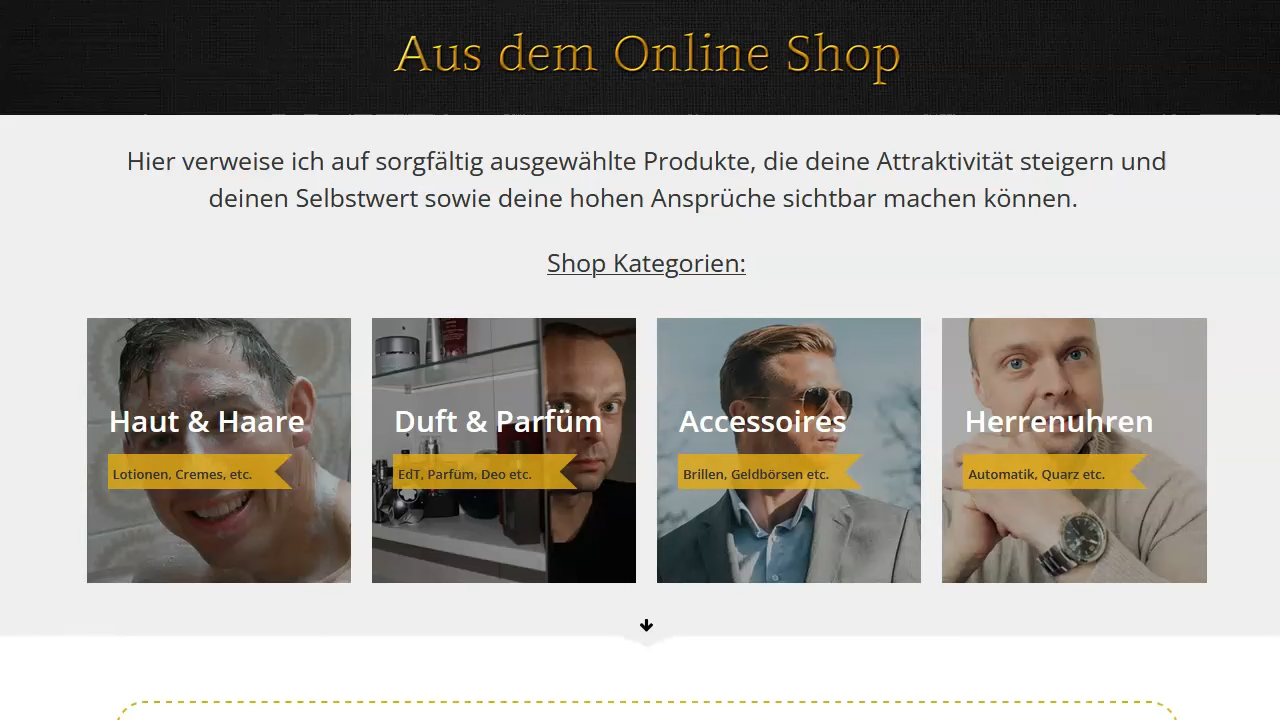 Aus dem Online Shop
Hier verweise ich auf sorgfältig ausgewählte Produkte, die deine Attraktivität steigern und
deinen Selbstwert sowie deine hohen Ansprüche sichtbar machen können.
Shop Kategorien:
Haut & Haare
Lotionen, Cremes, etc.
Duft & Parfüm
EdT, Parfüm, Deo etc.
Accessoires
Brillen, Geldbörsen etc.
Herrenuhren
Automatik, Quarz etc.